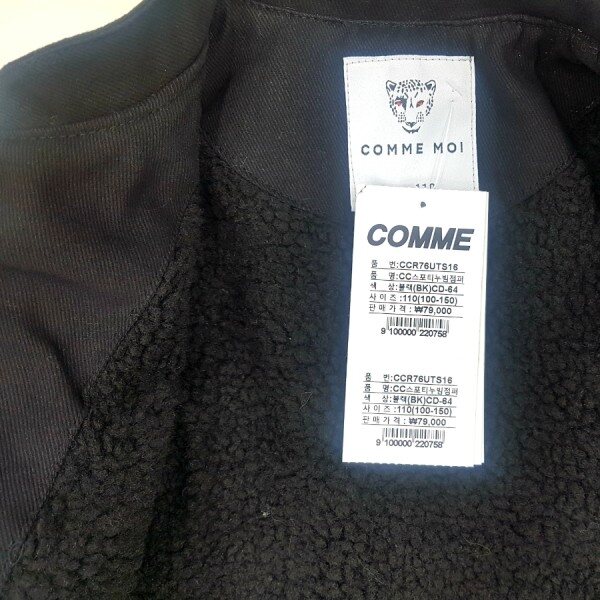 COMME MOI
110
COMME
품 번:CCR76UTS16
품 명:CC스포티누빔점퍼
색 상:블랙(BK)CD-64
사 이 즈 :110(100-150)
판 매 가 격 :₩79,000
9 100000 220758
품 번:CCR76UTS16
품 명:CC스포티누빔점퍼
색 상:블랙(BK)CD-64
사 이 즈 :110(100-150)
판 매 가 격 :₩79,000
9 100000 220758